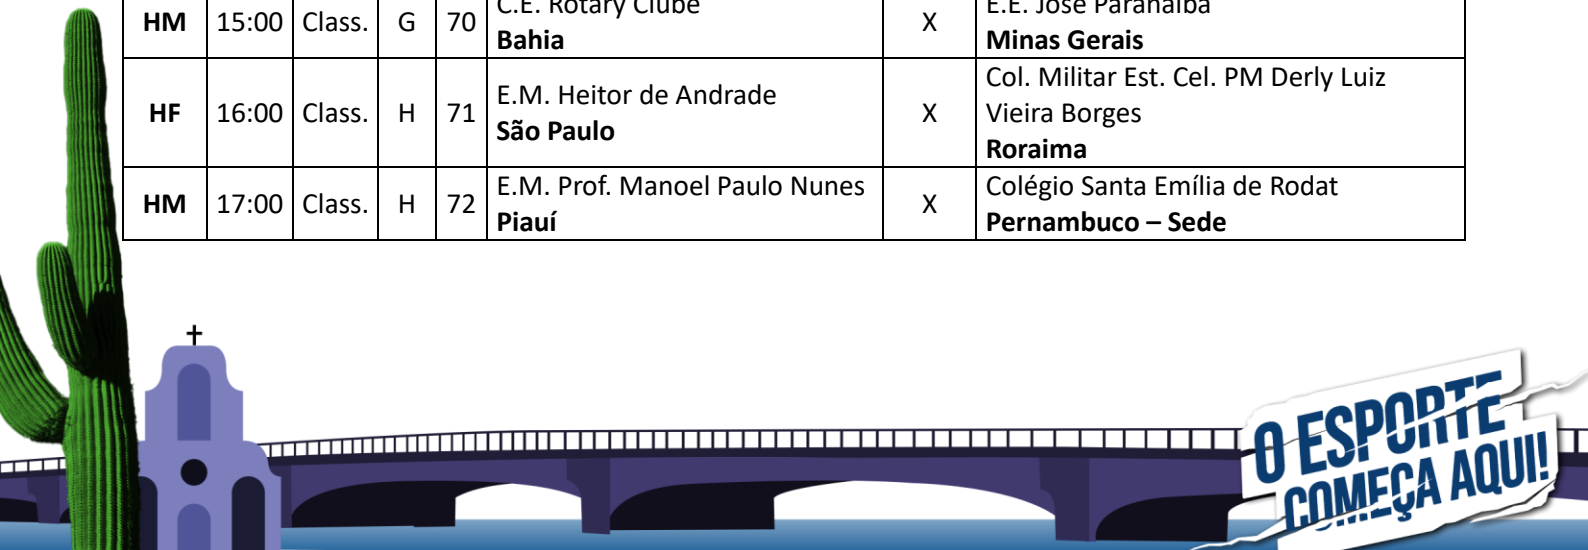 HM 15:00 Class. G 70 C.E. Rotary Clube X E.E. José Paranaíba
Bahia Minas Gerais
HF 16:00 Class. H 71 E.M. Heitor de Andrade X Col. Militar Est. Cel. PM Derly Luiz
São Paulo Vieira Borges
Roraima
HM 17:00 Class. H 72 E.M. Prof. Manoel Paulo Nunes X Colégio Santa Emília de Rodat
Piauí Pernambuco – Sede
O ESPORTE
COMEÇA AQUI!